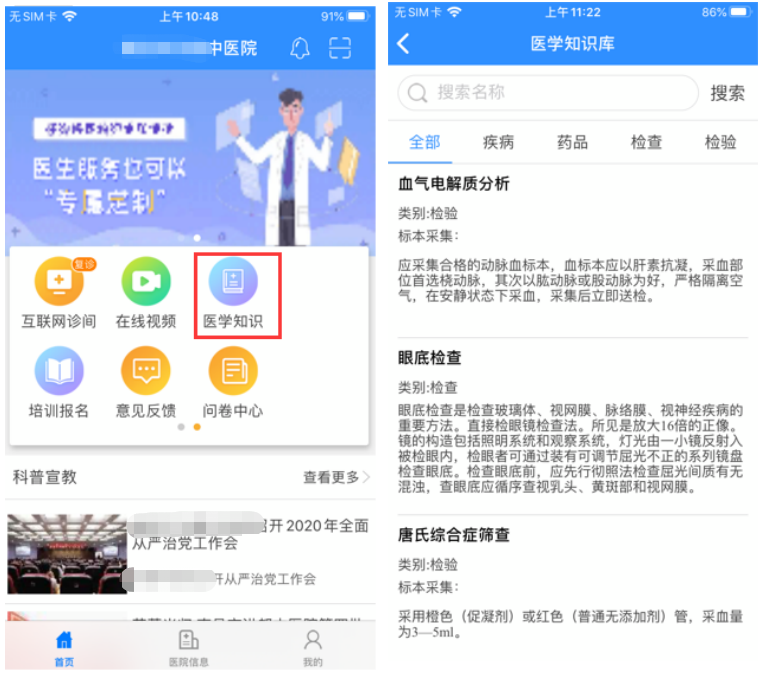 无SIM卡 上午10:48 91%
中医院
医生服务也可以
“专属定制”
复诊
互联网诊间 在线视频 医学知识
培训报名 意见反馈 问卷中心
科普宣教 查看更多
召开2020年全面
从严治党工作会
开从严治党工作会
首页 医院信息 我的
无SIM卡 上午11:22 86%
医学知识库
搜索名称 搜索
全部 疾病 药品 检查 检验
血气电解质分析
类别:检验
标本采集:
应采集合格的动脉血标本，血标本应以肝素抗凝，采血部
位首选桡动脉，其次以肱动脉或股动脉为好，严格隔离空
气，在安静状态下采血，采集后立即送检。
眼底检查
类别:检查
眼底检查是检查玻璃体、视网膜、脉络膜、视神经疾病的
重要方法。直接检眼镜检查法。所见是放大16倍的正像。
镜的构造包括照明系统和观察系统，灯光由一小镜反射入
被检眼内，检眼者可通过装有可调节屈光不正的系列镜盘
检查眼底。检查眼底前，应先行彻照法检查屈光间质有无
混浊，查眼底应循序查视乳头、黄斑部和视网膜。
唐氏综合症筛查
类别:检验
标本采集:
采用橙色（促凝剂）或红色（普通无添加剂）管，采血量
为3—5ml。